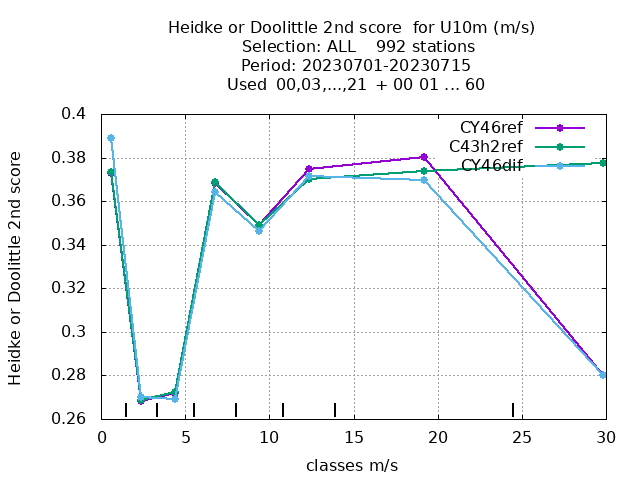 Heidke or Doolittle 2nd score  for U10m (m/s)
Selection: ALL    992 stations
Period: 20230701-20230715
Used  00,03,...,21  + 00 01 ... 60
CY46ref
C43h2ref
CY46dif
Heidke or Doolittle 2nd score
0.4
0.38
0.36
0.34
0.32
0.3
0.28
0.26
0 5 10 15 20 25 30
classes m/s